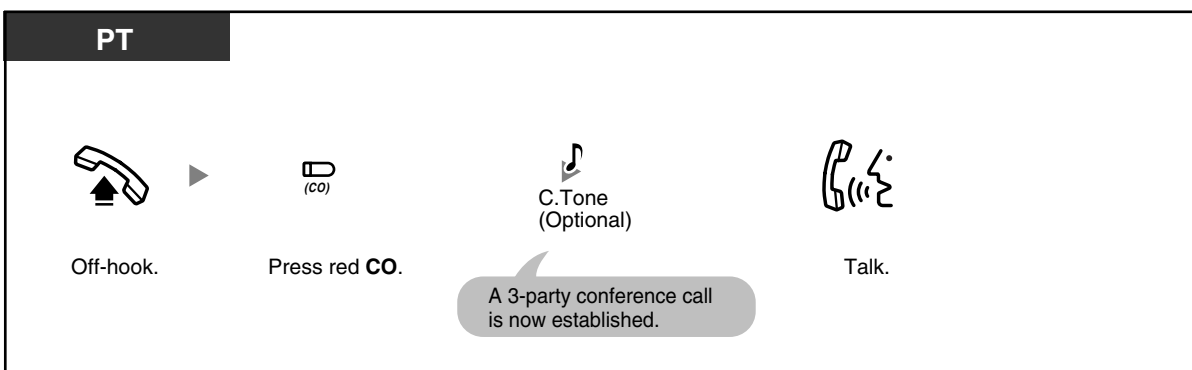 PT
(CO)
C.Tone
(Optional)
Off-hook.
Press red CO.
Talk.
A 3-party conference call
is now established.